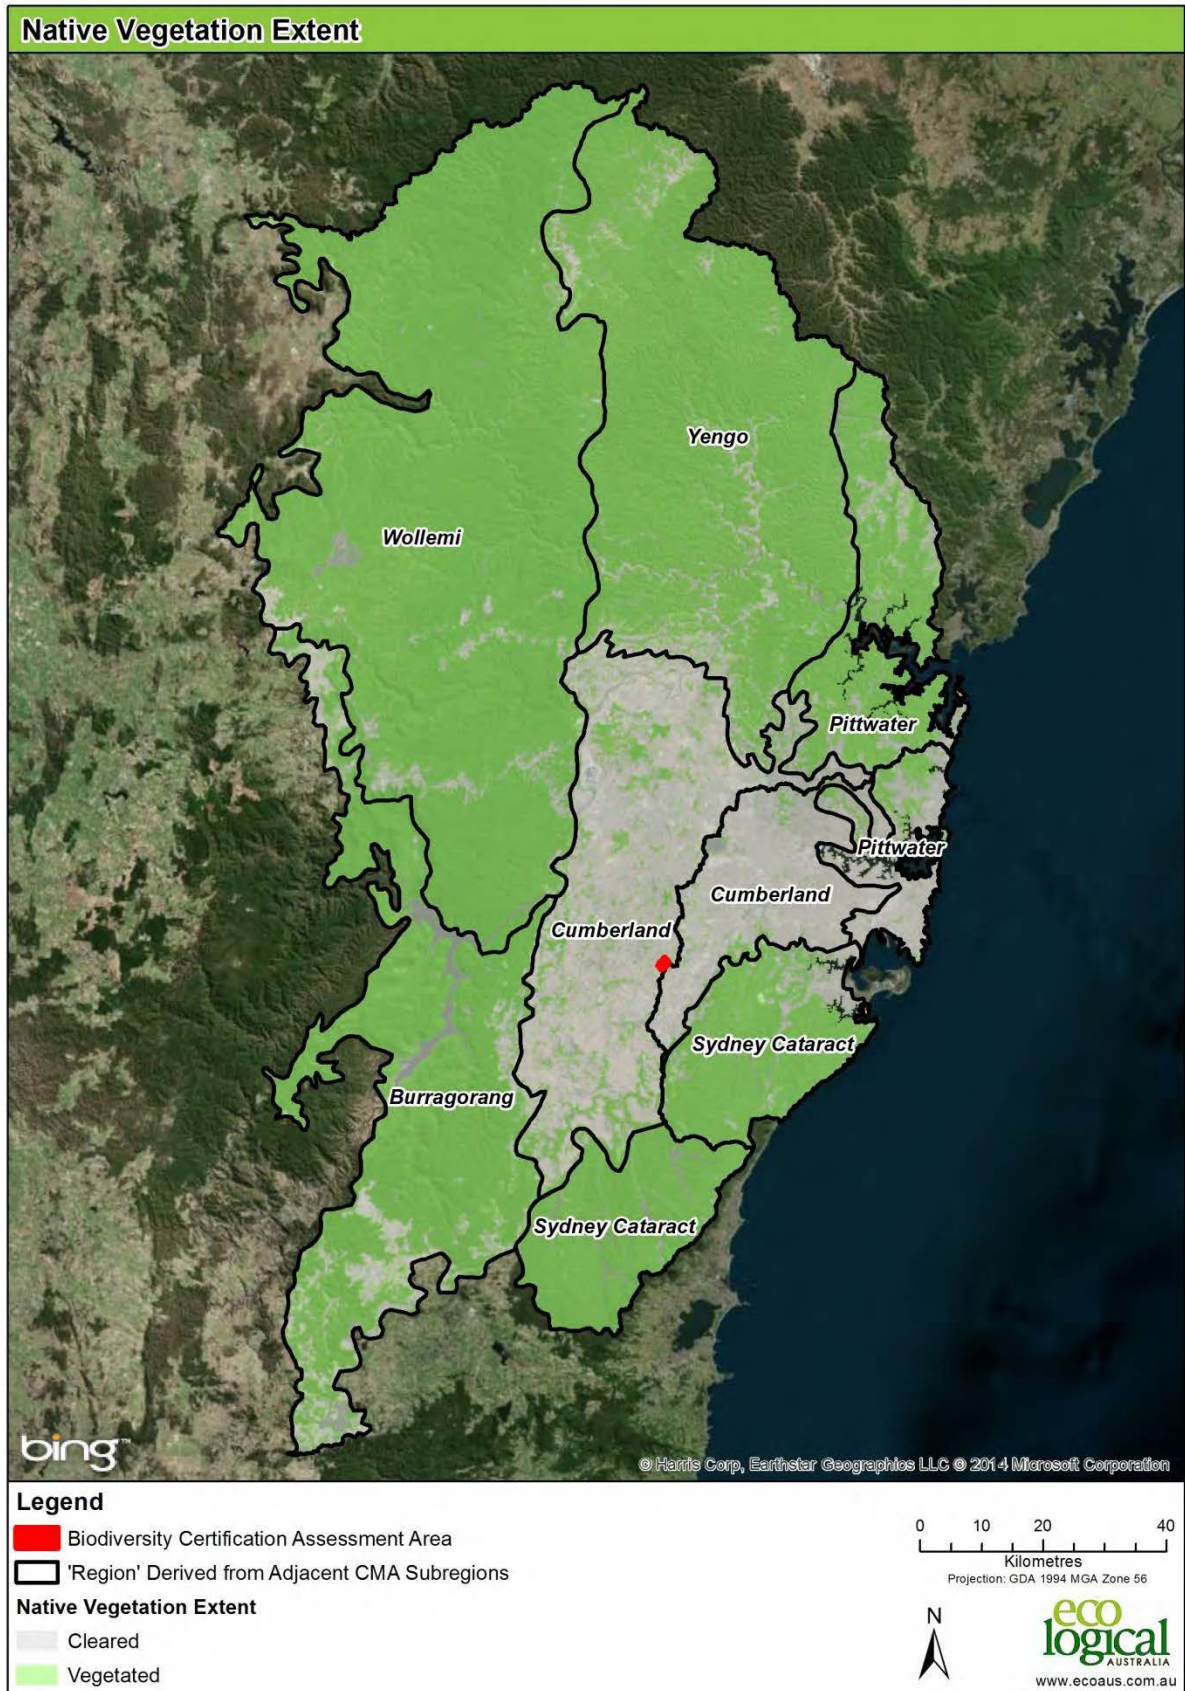 Native Vegetation Extent
Yengo
Wollemi
Pittwater
Pittwater
Cumberland
Cumberland
Sydney Cataract
Burragorang
Sydney Cataract
bing™
© Harris Corp, Earthstar Geographics LLC © 2014 Microsoft Corporation
Legend
Biodiversity Certification Assessment Area
'Region' Derived from Adjacent CMA Subregions
Native Vegetation Extent
Cleared
Vegetated
0 10 20 40
Kilometres
Projection: GDA 1994 MGA Zone 56
N
eco
logical
AUSTRALIA
www.ecoaus.com.au